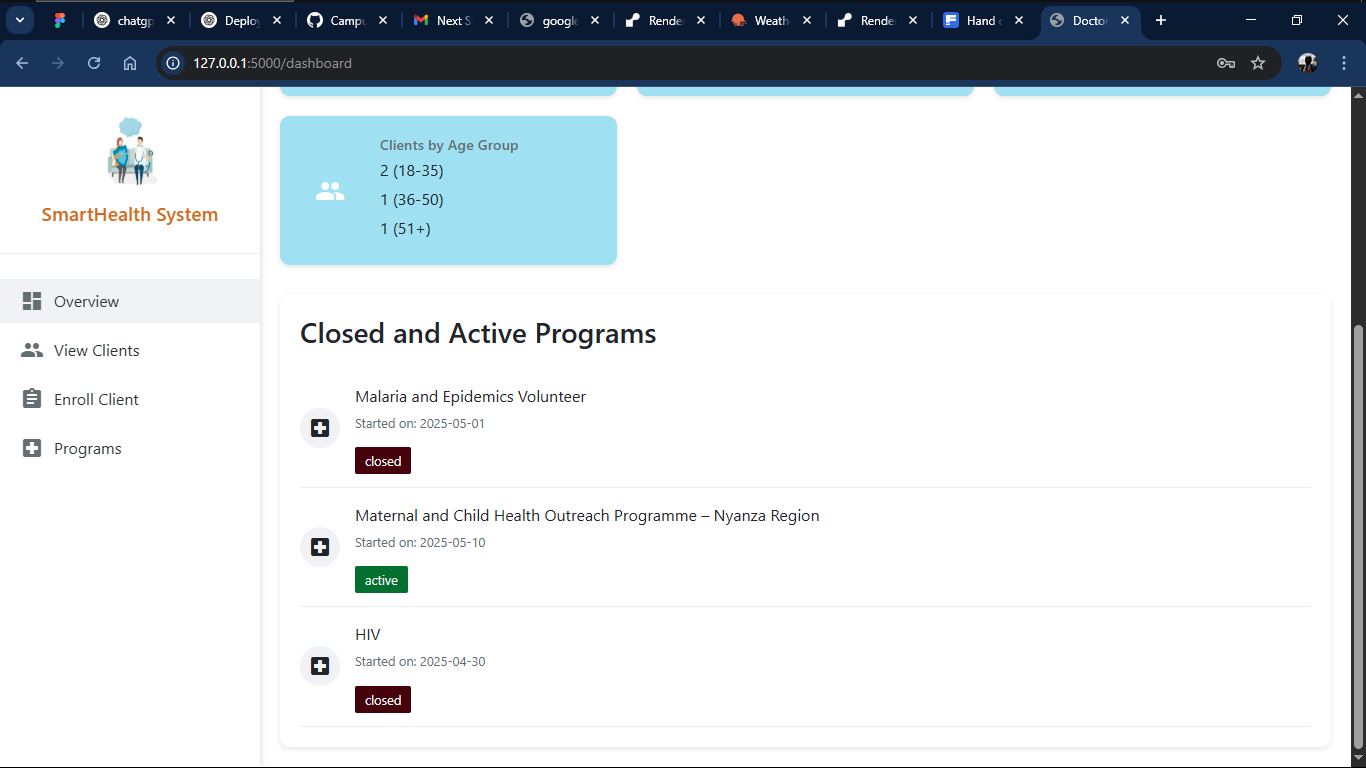 chatgp
Deploy
Campu
Next S
google
Render
Weath
Render
Hand
Doctor
127.0.0.1:5000/dashboard
SmartHealth System
Overview
View Clients
Enroll Client
Programs
Clients by Age Group
2 (18-35)
1 (36-50)
1 (51+)
Closed and Active Programs
Malaria and Epidemics Volunteer
Started on: 2025-05-01
closed
Maternal and Child Health Outreach Programme – Nyanza Region
Started on: 2025-05-10
active
HIV
Started on: 2025-04-30
closed